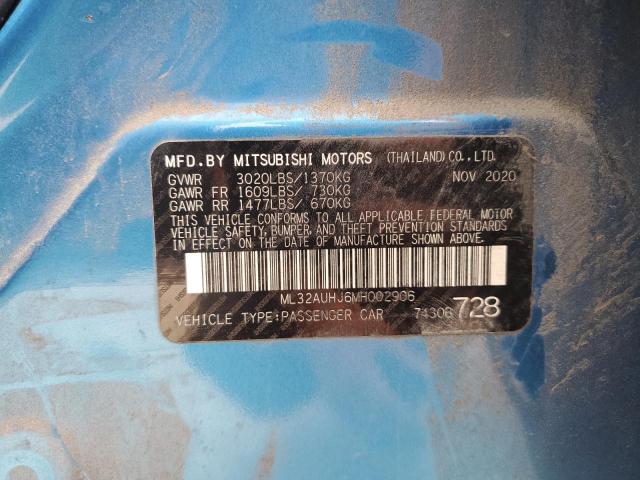 MFD.BY MITSUBISHI MOTORS (THAILAND)CO.,LTD.
GVWR 3020LBS/1370KG NOV 2020
GAWR FR 1609LBS/ 730KG
GAWR RR 1477LBS/ 670KG
THIS VEHICLE CONFORMS TO ALL APPLICABLE FEDERAL MOTOR
VEHICLE SAFETY, BUMPER, AND THEFT PREVENTION STANDARDS
IN EFFECT ON THE DATE OF MANUFACTURE SHOWN ABOVE.
ML32AUHJ6MH002906
VEHICLE TYPE:PASSENGER CAR 74306 728